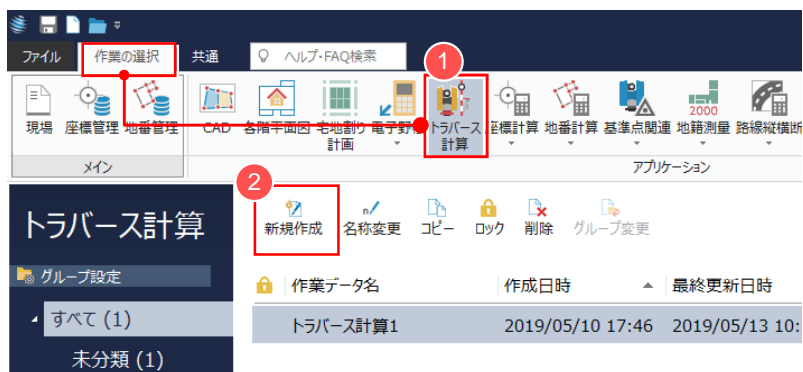 ファイル 作業の選択 共通 ヘルプ・FAQ検索
1
現場 座標管理 地番管理 CAD 各階平面図 宅地割り 電子野帳 トラバース 座標計算 地番計算 基準点関連 地籍測量 路線縦横断
計画 計算
2000
メイン アプリケーション
2
トラバース計算
新規作成 名称変更 コピー ロック 削除 グループ変更
グループ設定
作業データ名 作成日時 最終更新日時
すべて (1)
トラバース計算1 2019/05/10 17:46 2019/05/13 10:
未分類 (1)